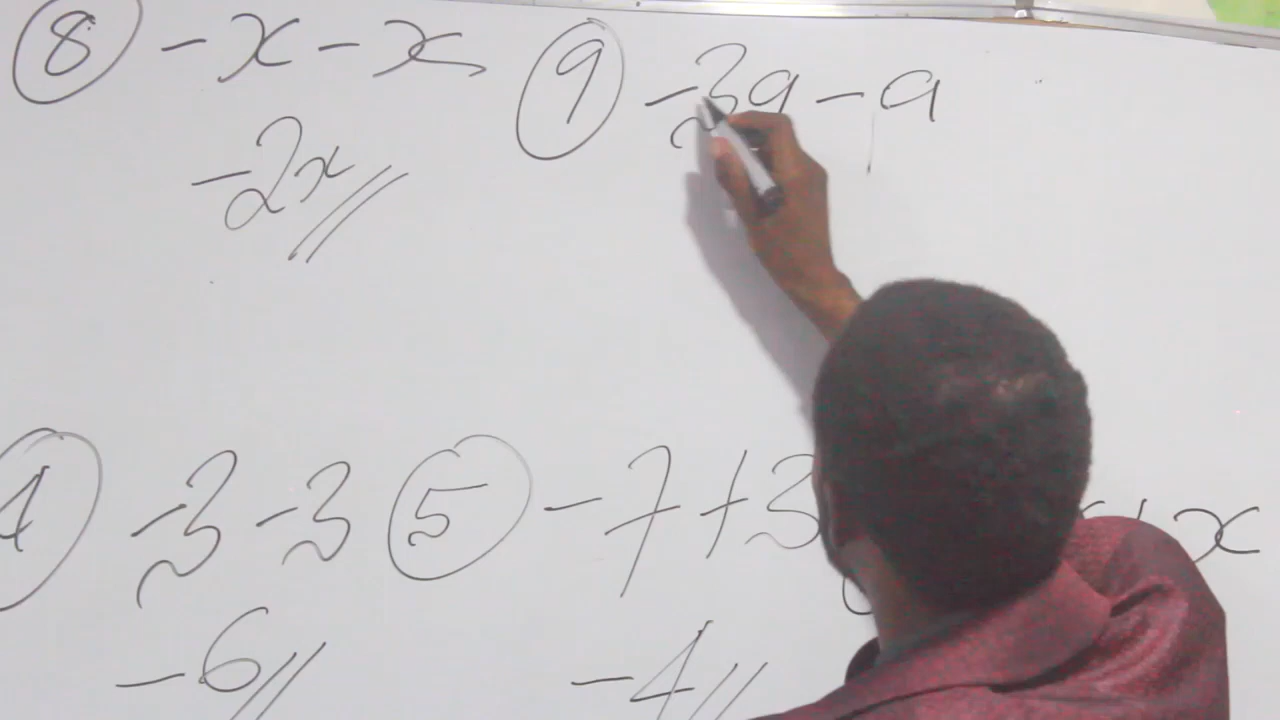 ⑧ -x - x ⑨ -3a - a
-2x
4 -3 - 3 ⑤ -7 + 3 + x
-6 -4